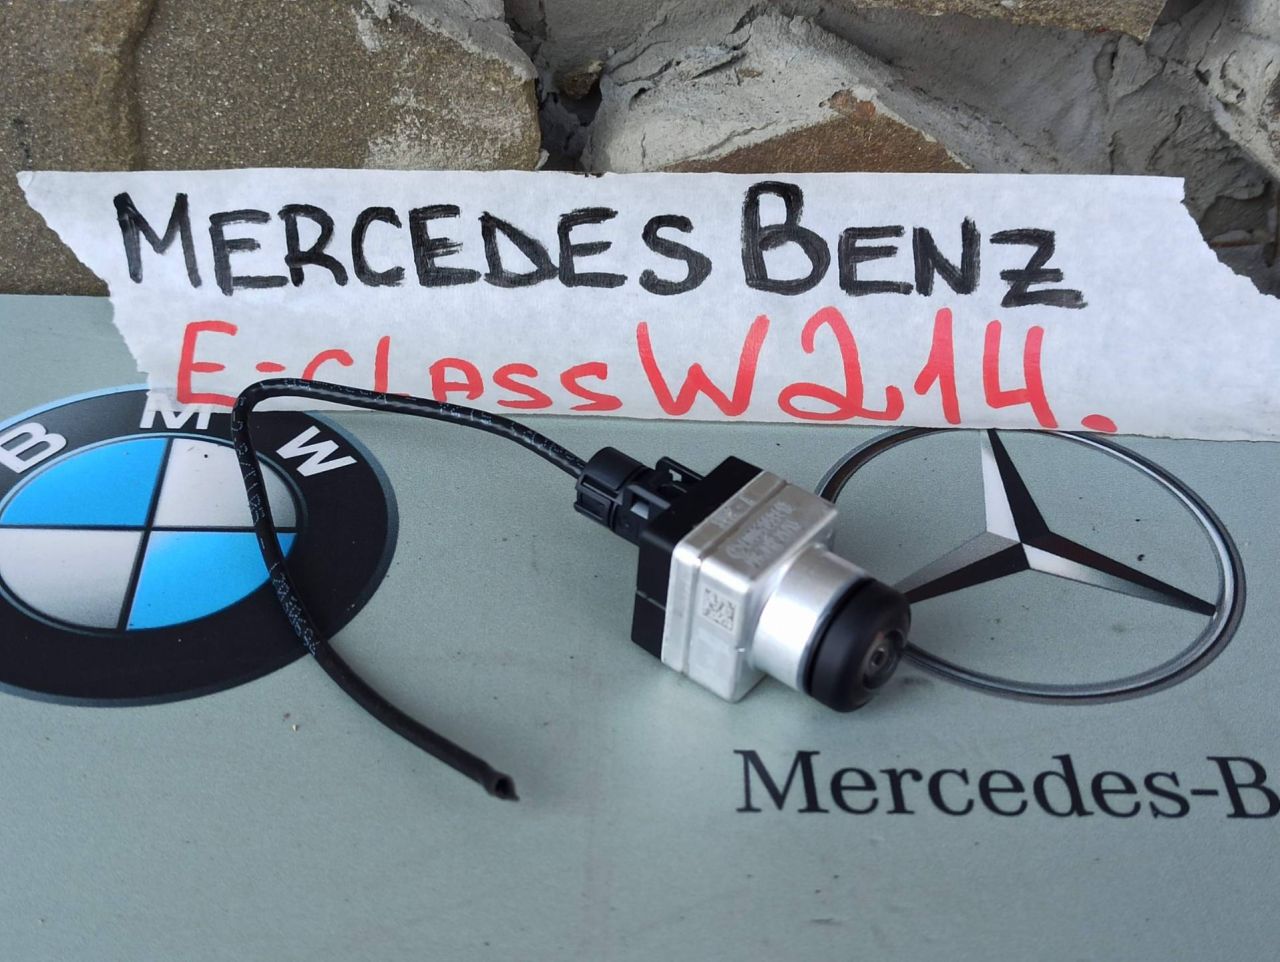 MERCEDES BENZ
E-CLASS W214.
BMW
Mercedes-B